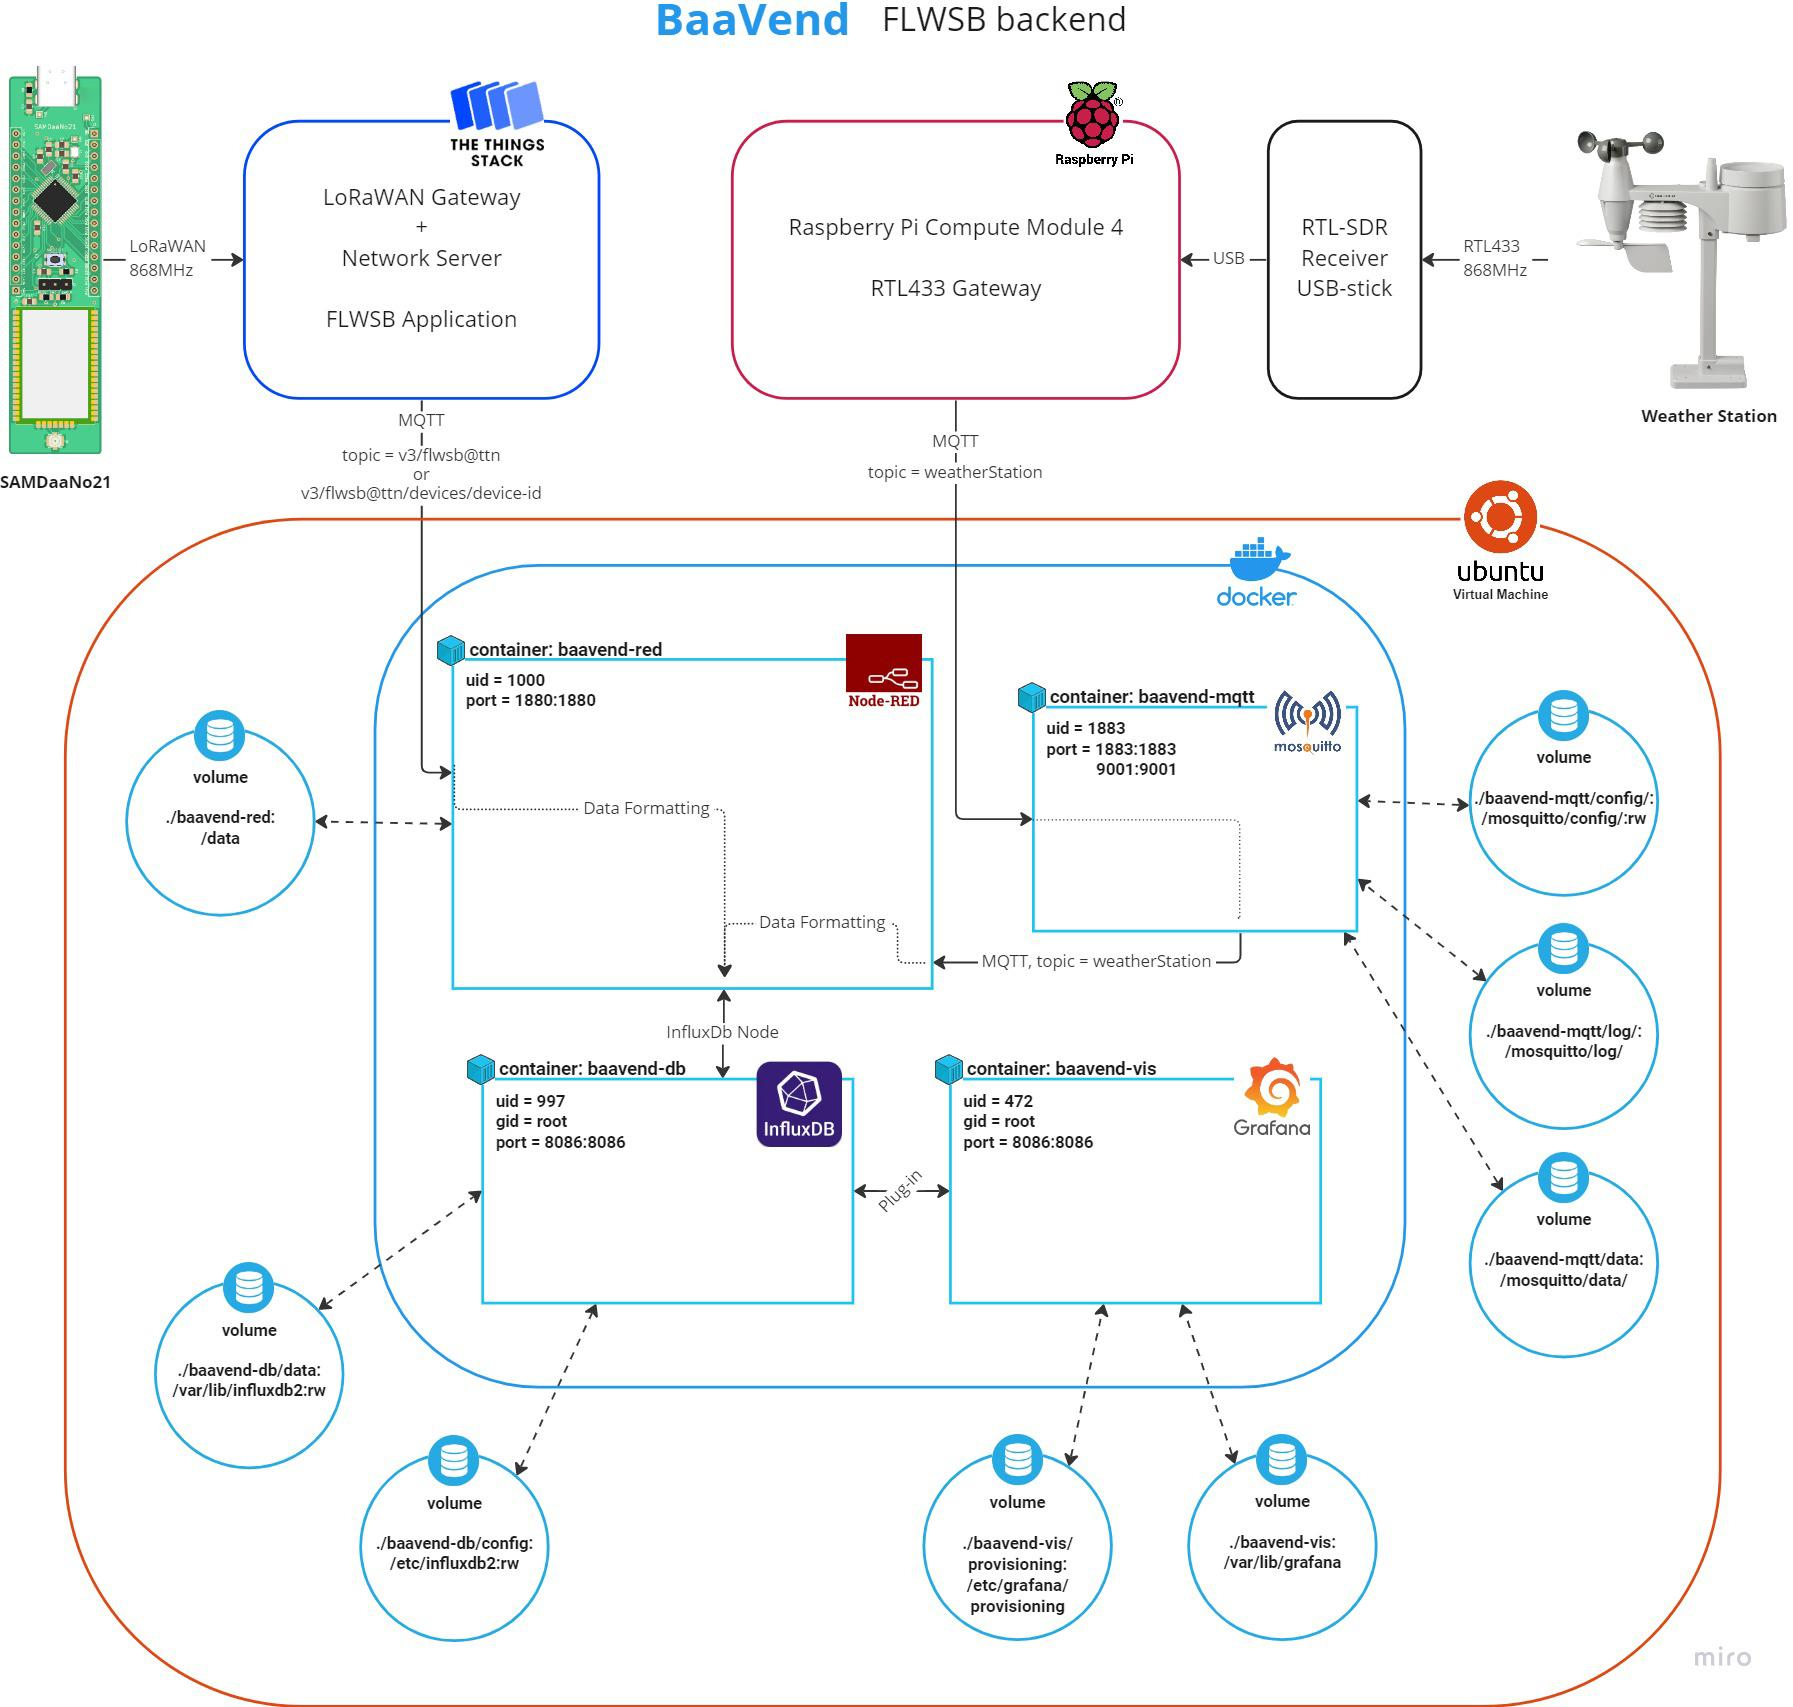 BaaVend FLWSB backend
SAMDaaNo21
THE THINGS
STACK
Raspberry Pi
LoRaWAN Gateway
+
Network Server
FLWSB Application
Raspberry Pi Compute Module 4
RTL433 Gateway
RTL-SDR
Receiver
USB-stick
LoRaWAN
868MHz
USB
RTL433
868MHz
Weather Station
SAMDaaNo21
MQTT
topic = v3/flwsb@ttn
or
v3/flwsb@ttn/devices/device-id
MQTT
topic = weatherStation
ubuntu
Virtual Machine
docker
container: baavend-red
uid = 1000
port = 1880:1880
Node-RED
container: baavend-mqtt
uid = 1883
port = 1883:1883
9001:9001
mosquitto
volume
./baavend-red:
/data
Data Formatting
Data Formatting
MQTT, topic = weatherStation
volume
./baavend-mqtt/config/:
/mosquitto/config/:rw
volume
./baavend-mqtt/log/:
/mosquitto/log/
InfluxDb Node
container: baavend-db
uid = 997
gid = root
port = 8086:8086
InfluxDB
container: baavend-vis
uid = 472
gid = root
port = 8086:8086
Grafana
Plug-in
volume
./baavend-mqtt/data:
/mosquitto/data/
volume
./baavend-db/data:
/var/lib/influxdb2:rw
volume
./baavend-db/config:
/etc/influxdb2:rw
volume
./baavend-vis/
provisioning:
/etc/grafana/
provisioning
volume
./baavend-vis:
/var/lib/grafana
miro